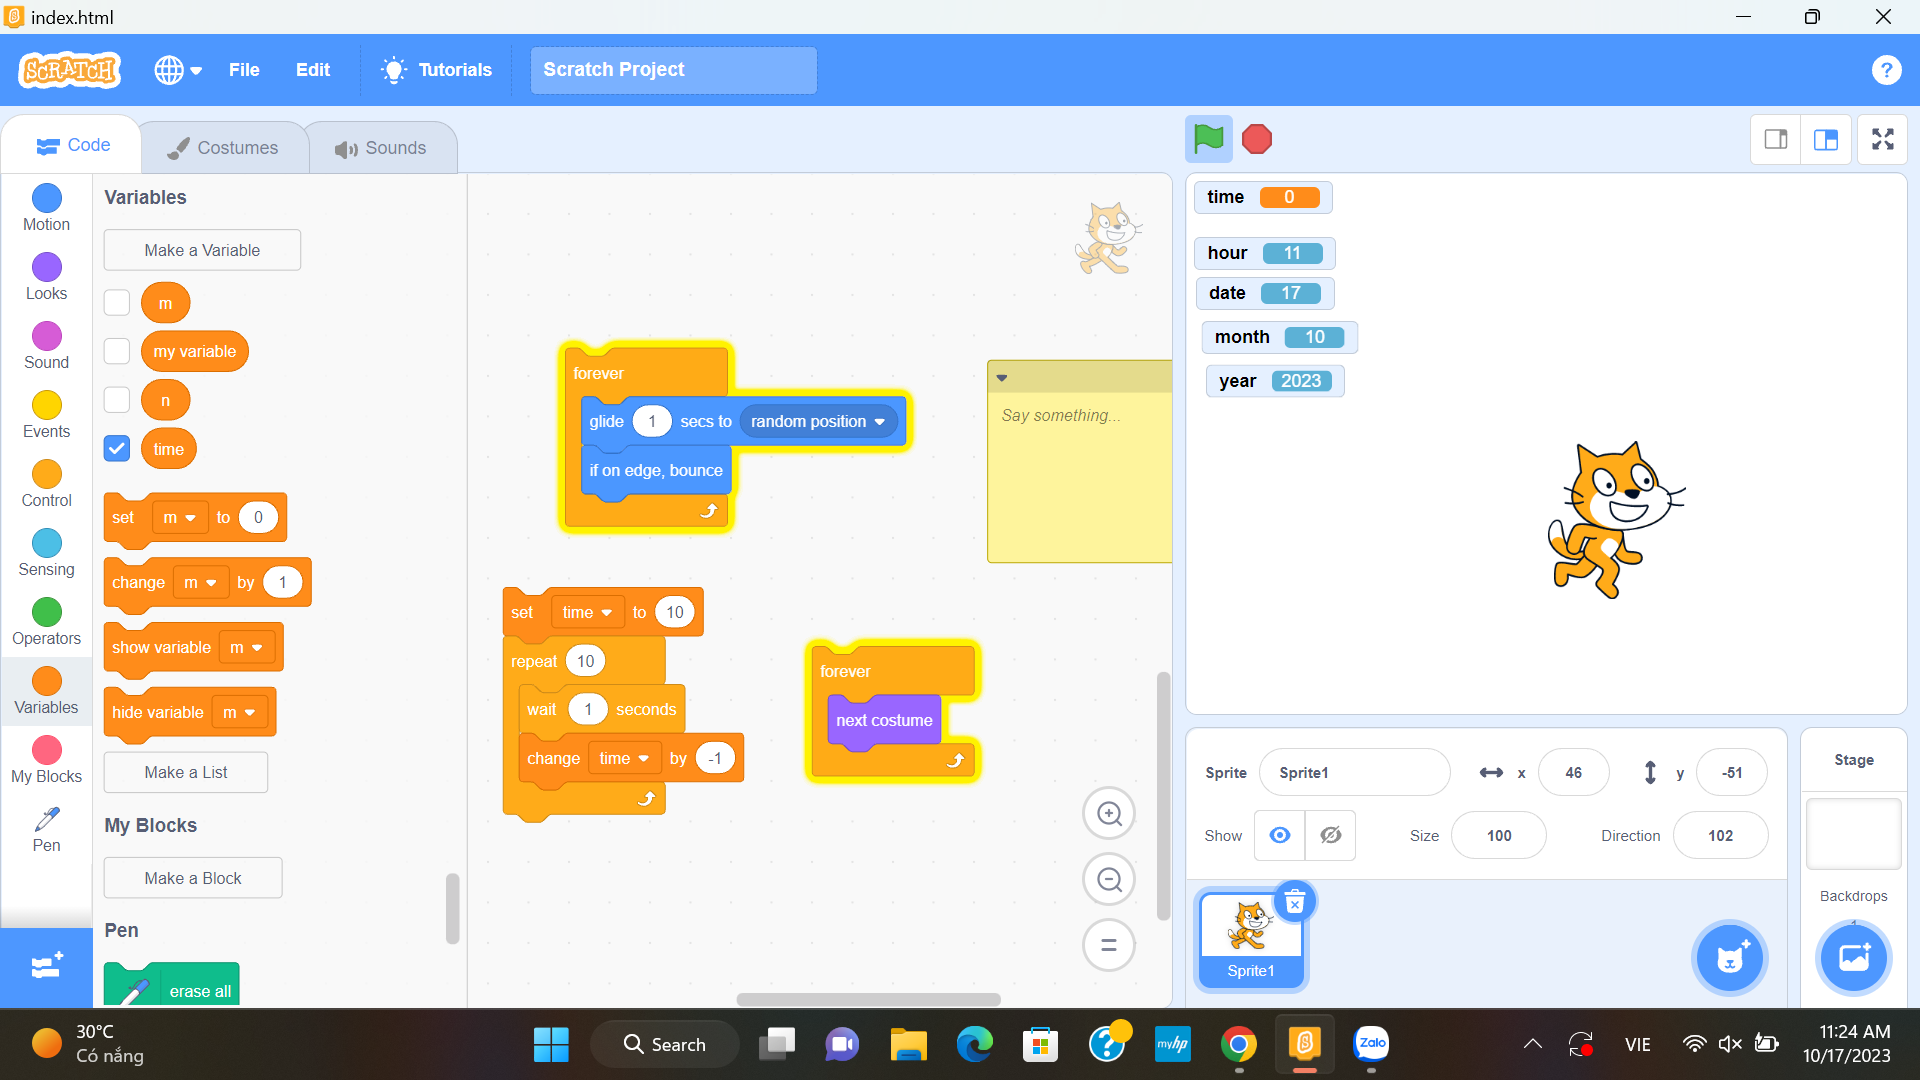 index.html
SCRATCH
File
Edit
Tutorials
Scratch Project
?
Code
Costumes
Sounds
Motion
Looks
Sound
Events
Control
Sensing
Operators
Variables
My Blocks
Pen
Variables
Make a Variable
m
my variable
n
time
set m to 0
change m by 1
show variable m
hide variable m
Make a List
My Blocks
Make a Block
Pen
erase all
forever
glide 1 secs to random position
if on edge, bounce
Say something...
set time to 10
repeat 10
wait 1 seconds
change time by -1
forever
next costume
time 0
hour 11
date 17
month 10
year 2023
Sprite Sprite1 x 46 y -51
Show Size 100 Direction 102
Sprite1
Stage
Backdrops
1
30°C
Có nắng
Search
myhp
Zalo
VIE
11:24 AM
10/17/2023